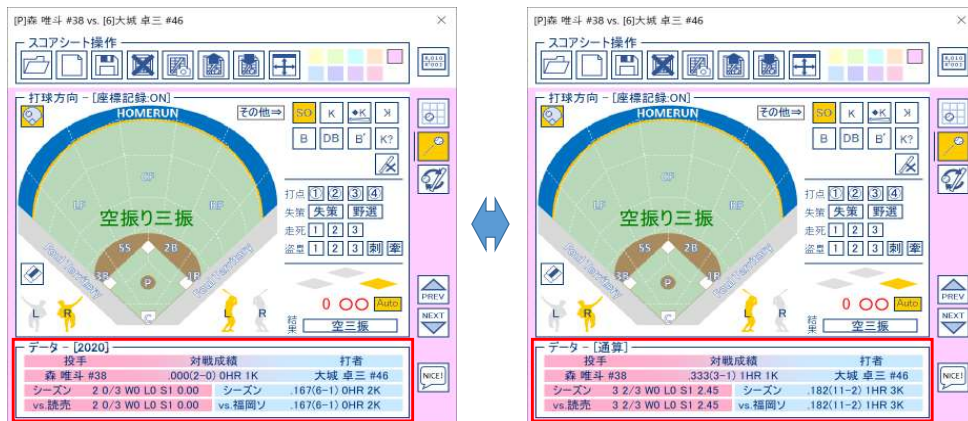 [P]森 唯斗 #38 vs. [6]大城 卓三 #46 ×
スコアシート操作
打球方向 - [座標記録:ON]
HOMERUN その他⇒ SO K ◆K
B DB B' K?
CF
LF RF
空振り三振
打点 1 2 3 4
失策 失策 野選
走死 1 2 3
盗塁 1 2 3 刺 牽
SS 2B
3B 1B
P
Foul Territory Foul Territory
C
L R L R
0 ○○ Auto
結果 空三振
PREV
NEXT
データ - [2020]
投手 対戦成績 打者
森 唯斗 #38 .000(2-0) 0HR 1K 大城 卓三 #46
シーズン 2 0/3 W0 L0 S1 0.00 シーズン .167(6-1) 0HR 2K
vs.読売 2 0/3 W0 L0 S1 0.00 vs.福岡ソ .167(6-1) 0HR 2K
NICE!
[P]森 唯斗 #38 vs. [6]大城 卓三 #46 ×
スコアシート操作
打球方向 - [座標記録:ON]
HOMERUN その他⇒ SO K ◆K
B DB B' K?
CF
LF RF
空振り三振
打点 1 2 3 4
失策 失策 野選
走死 1 2 3
盗塁 1 2 3 刺 牽
SS 2B
3B 1B
P
Foul Territory Foul Territory
C
L R L R
0 ○○ Auto
結果 空三振
PREV
NEXT
データ - [通算]
投手 対戦成績 打者
森 唯斗 #38 .333(3-1) 1HR 1K 大城 卓三 #46
シーズン 3 2/3 W0 L0 S1 2.45 シーズン .182(11-2) 1HR 3K
vs.読売 3 2/3 W0 L0 S1 2.45 vs.福岡ソ .182(11-2) 1HR 3K
NICE!